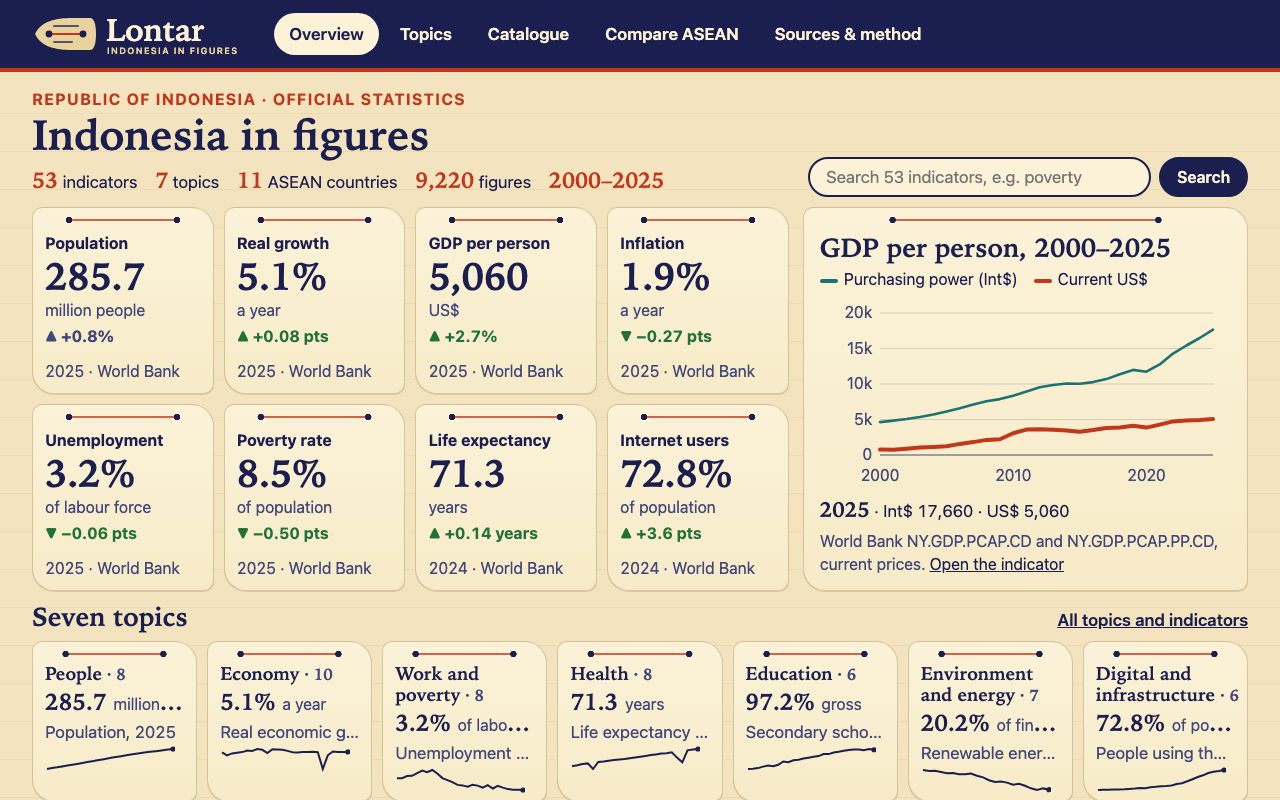 Lontar
INDONESIA IN FIGURES
Overview
Topics
Catalogue
Compare ASEAN
Sources & method
REPUBLIC OF INDONESIA · OFFICIAL STATISTICS
Indonesia in figures
53 indicators 7 topics 11 ASEAN countries 9,220 figures 2000–2025
Search 53 indicators, e.g. poverty
Search
Population
285.7
million people
▲ +0.8%
2025 · World Bank
Real growth
5.1%
a year
▲ +0.08 pts
2025 · World Bank
GDP per person
5,060
US$
▲ +2.7%
2025 · World Bank
Inflation
1.9%
a year
▼ −0.27 pts
2025 · World Bank
Unemployment
3.2%
of labour force
▼ −0.06 pts
2025 · World Bank
Poverty rate
8.5%
of population
▼ −0.50 pts
2025 · World Bank
Life expectancy
71.3
years
▲ +0.14 years
2024 · World Bank
Internet users
72.8%
of population
▲ +3.6 pts
2024 · World Bank
GDP per person, 2000–2025
Purchasing power (Int$) Current US$
20k
15k
10k
5k
0
2000 2010 2020
2025 · Int$ 17,660 · US$ 5,060
World Bank NY.GDP.PCAP.CD and NY.GDP.PCAP.PP.CD,
current prices. Open the indicator
Seven topics
All topics and indicators
People · 8
285.7 million…
Population, 2025
Economy · 10
5.1% a year
Real economic g…
Work and
poverty · 8
3.2% of labo…
Unemployment …
Health · 8
71.3 years
Life expectancy …
Education · 6
97.2% gross
Secondary scho…
Environment
and energy · 7
20.2% of fin…
Renewable ener…
Digital and
infrastructure · 6
72.8% of po…
People using th…